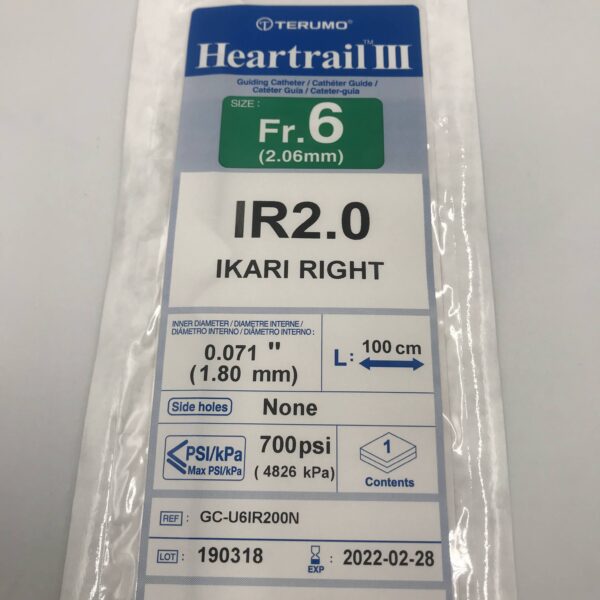 TERUMO®
Heartrail™ III
Guiding Catheter / Cathéter Guide /
Catéter Guía / Cateter-guia
SIZE :
Fr.6
(2.06mm)
IR2.0
IKARI RIGHT
INNER DIAMETER / DIAMÈTRE INTERNE /
DIÁMETRO INTERNO / DIÂMETRO INTERNO :
0.071 "
(1.80 mm)
L: 100 cm
Side holes None
PSI/kPa
Max PSI/kPa
700psi
( 4826 kPa)
1
Contents
REF : GC-U6IR200N
LOT : 190318
EXP : 2022-02-28